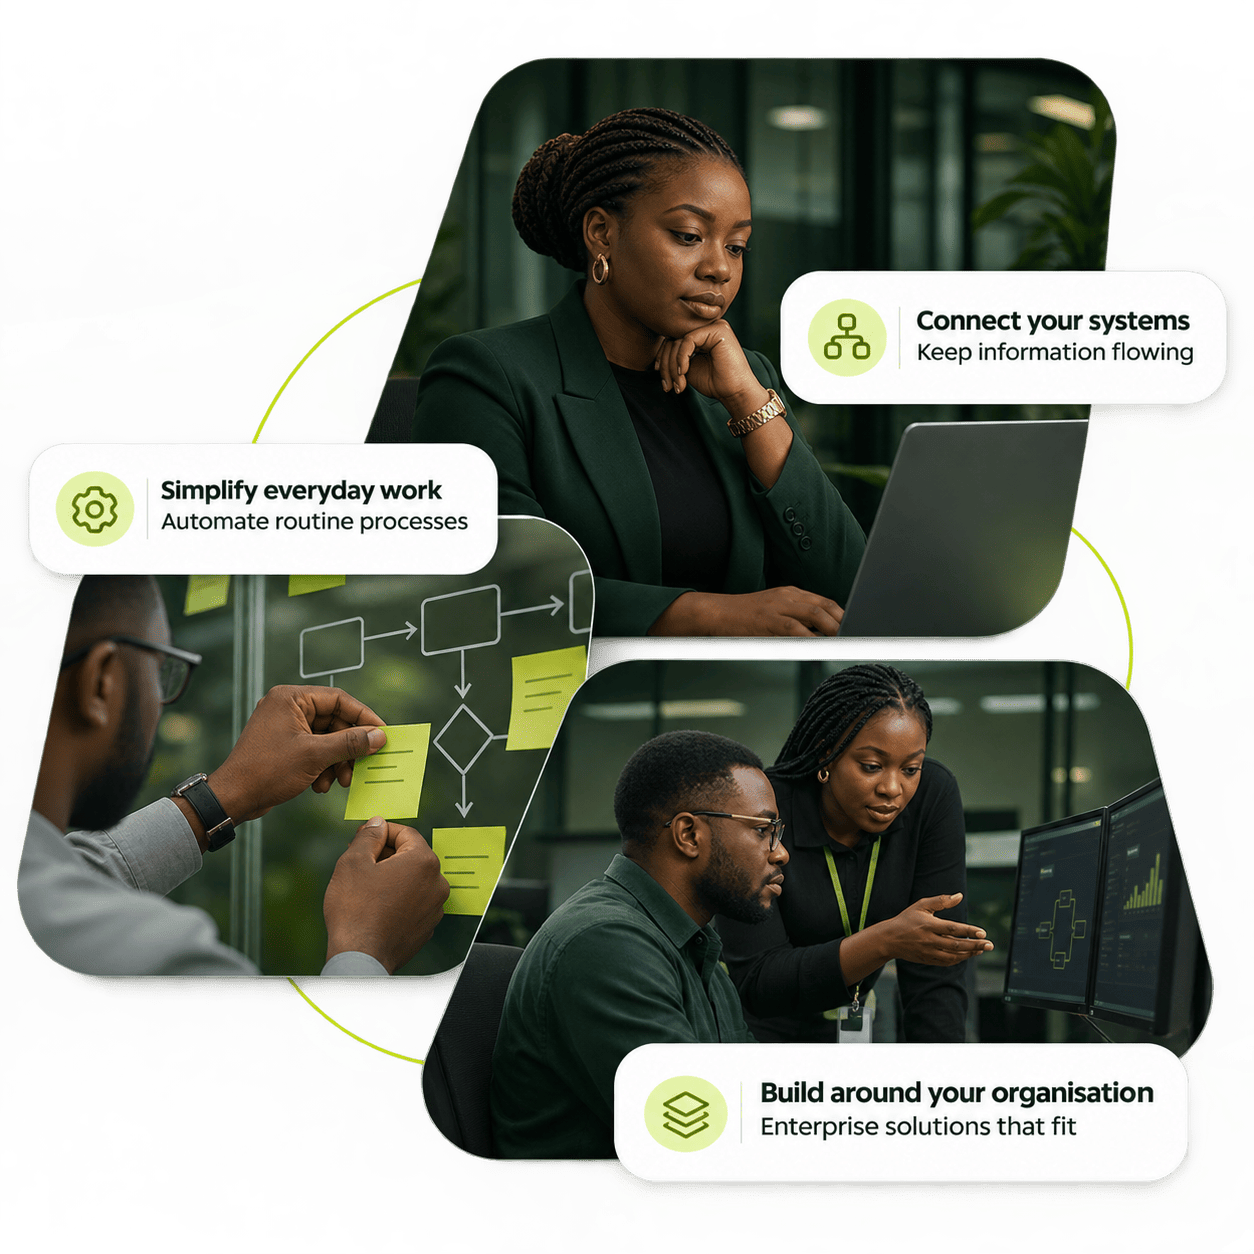 Connect your systems
Keep information flowing
Simplify everyday work
Automate routine processes
Build around your organisation
Enterprise solutions that fit